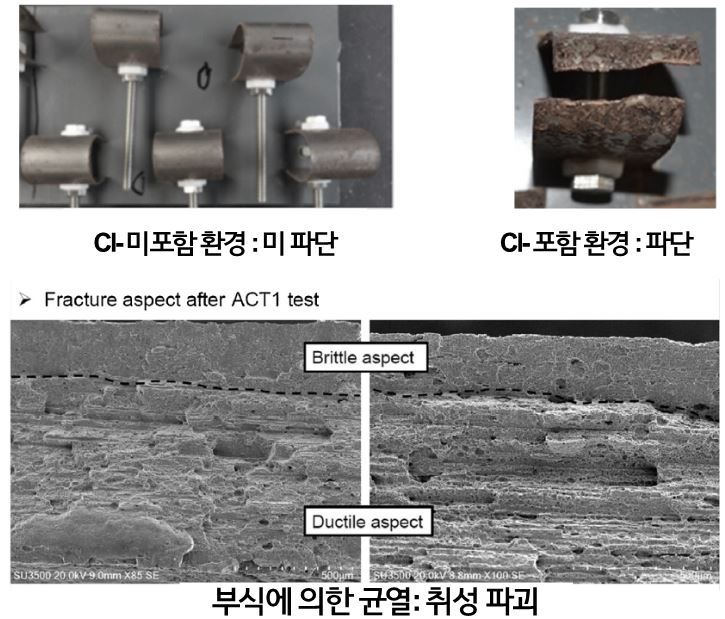 Cl- 미포함 환경 : 미 파단
Cl- 포함 환경 : 파단
➢ Fracture aspect after ACT1 test
Brittle aspect
Ductile aspect
SU3500 20.0kV 9.0mm X85 SE 500μm
SU3500 20.0kV 8.8mm X100 SE 500μm
부식에 의한 균열: 취성 파괴